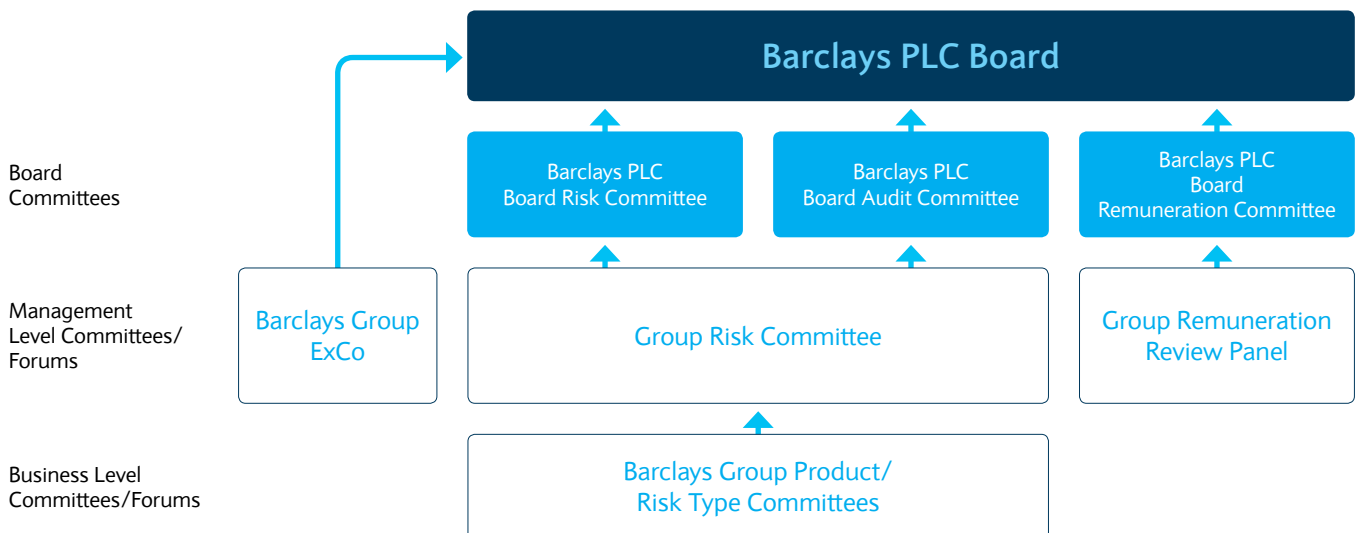 Barclays PLC Board
Board
Committees
Barclays PLC
Board Risk Committee
Barclays PLC
Board Audit Committee
Barclays PLC
Board
Remuneration Committee
Management
Level Committees/
Forums
Barclays Group
ExCo
Group Risk Committee
Group Remuneration
Review Panel
Business Level
Committees/Forums
Barclays Group Product/
Risk Type Committees